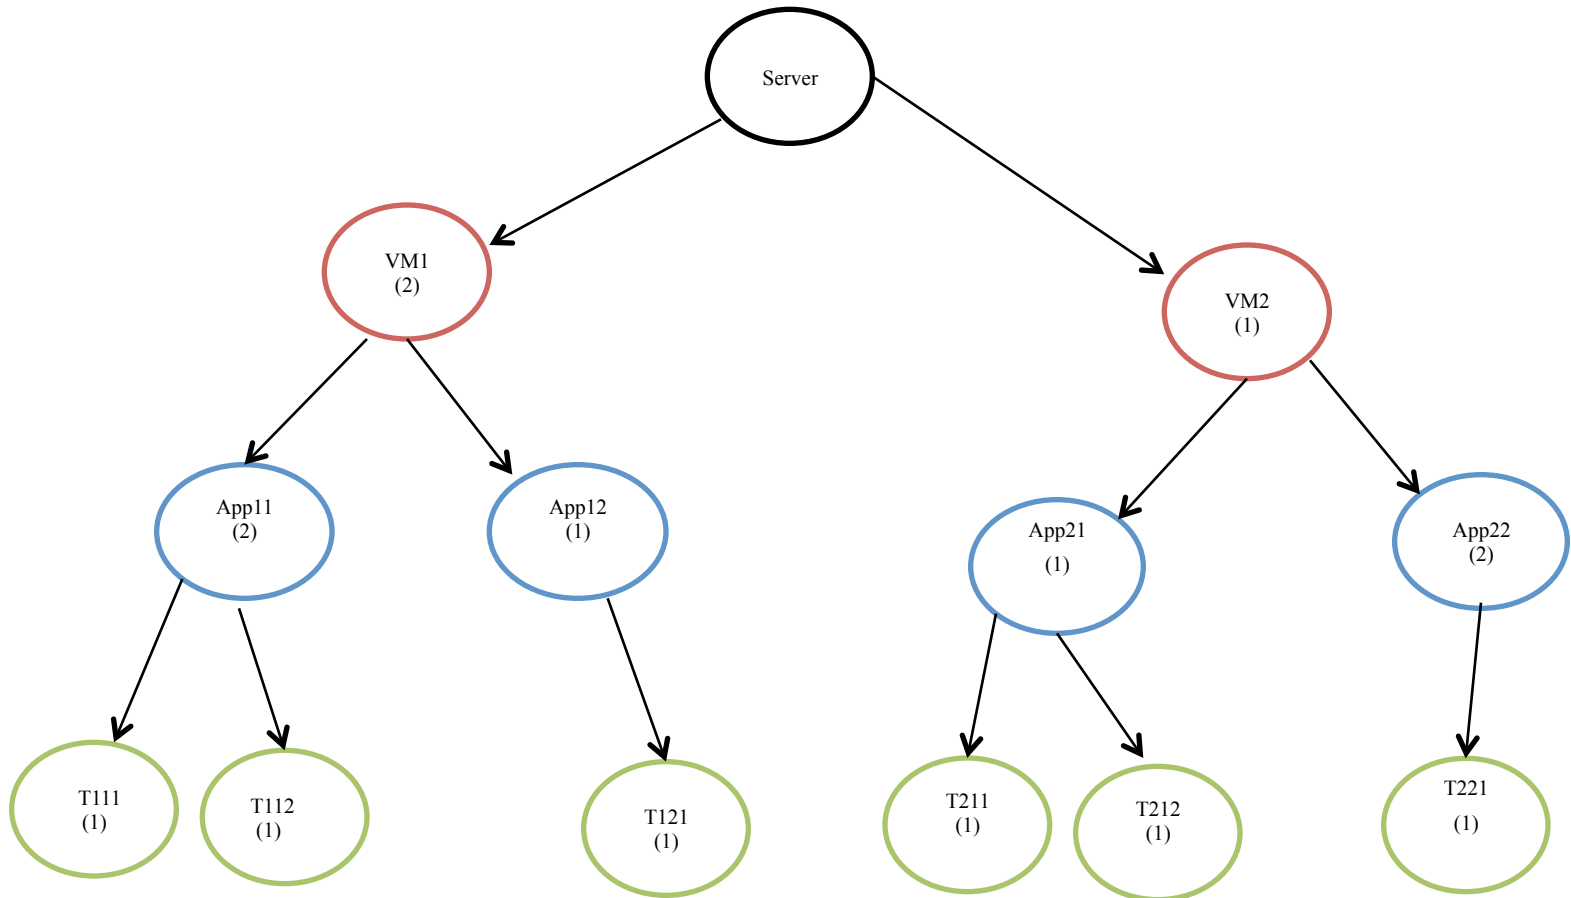 Server
VM1
(2)
VM2
(1)
App11
(2)
App12
(1)
App21
(1)
App22
(2)
T111
(1)
T112
(1)
T121
(1)
T211
(1)
T212
(1)
T221
(1)